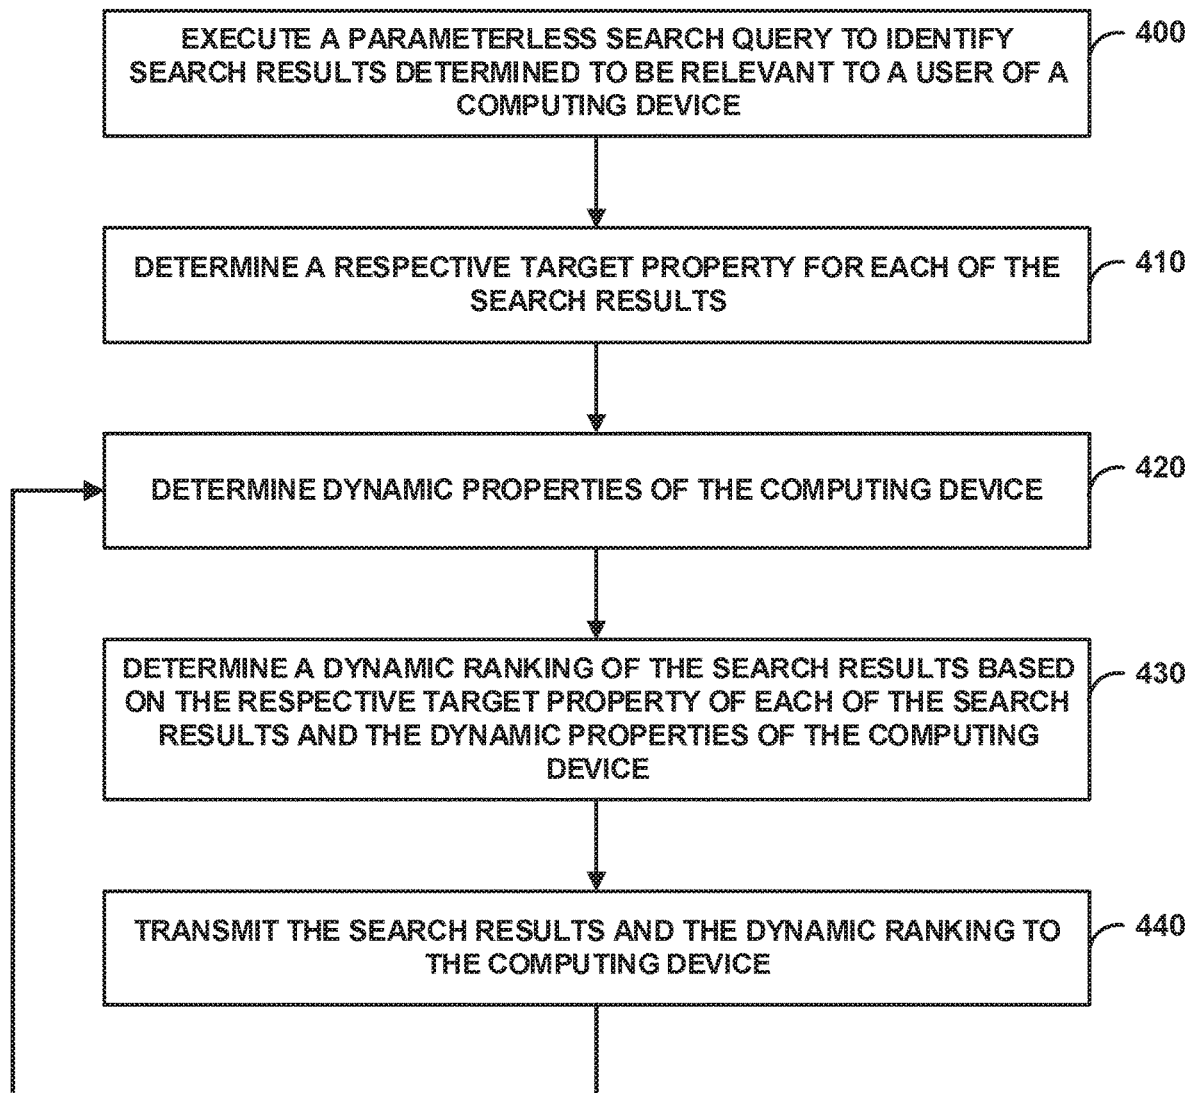 EXECUTE A PARAMETERLESS SEARCH QUERY TO IDENTIFY
SEARCH RESULTS DETERMINED TO BE RELEVANT TO A USER OF A
COMPUTING DEVICE
400
DETERMINE A RESPECTIVE TARGET PROPERTY FOR EACH OF THE
SEARCH RESULTS
410
DETERMINE DYNAMIC PROPERTIES OF THE COMPUTING DEVICE
420
DETERMINE A DYNAMIC RANKING OF THE SEARCH RESULTS BASED
ON THE RESPECTIVE TARGET PROPERTY OF EACH OF THE SEARCH
RESULTS AND THE DYNAMIC PROPERTIES OF THE COMPUTING
DEVICE
430
TRANSMIT THE SEARCH RESULTS AND THE DYNAMIC RANKING TO
THE COMPUTING DEVICE
440